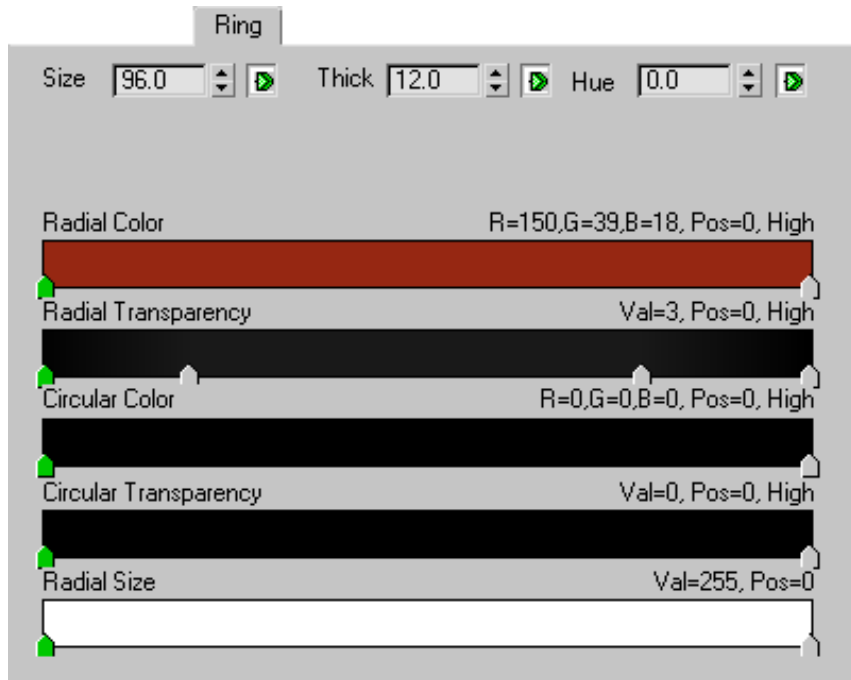 Ring
Size 96.0 Thick 12.0 Hue 0.0
Radial Color R=150,G=39,B=18, Pos=0, High
Radial Transparency Val=3, Pos=0, High
Circular Color R=0,G=0,B=0, Pos=0, High
Circular Transparency Val=0, Pos=0, High
Radial Size Val=255, Pos=0